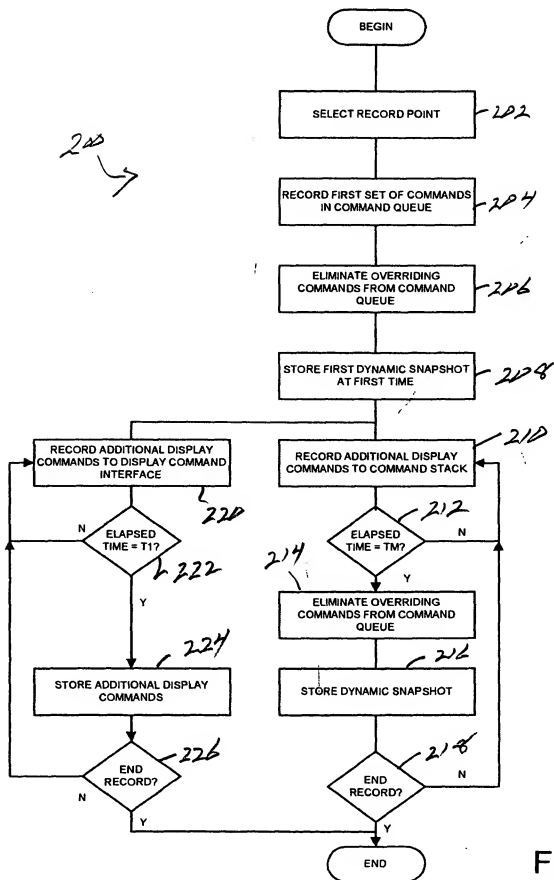 BEGIN
SELECT RECORD POINT
202
200
RECORD FIRST SET OF COMMANDS
IN COMMAND QUEUE
204
ELIMINATE OVERRIDING
COMMANDS FROM COMMAND
QUEUE
206
STORE FIRST DYNAMIC SNAPSHOT
AT FIRST TIME
208
210
RECORD ADDITIONAL DISPLAY
COMMANDS TO DISPLAY COMMAND
INTERFACE
220
RECORD ADDITIONAL DISPLAY
COMMANDS TO COMMAND STACK
N
ELAPSED
TIME = T1?
222
Y
212
ELAPSED
TIME = TM?
N
Y
214
ELIMINATE OVERRIDING
COMMANDS FROM COMMAND
QUEUE
224
STORE ADDITIONAL DISPLAY
COMMANDS
216
STORE DYNAMIC SNAPSHOT
226
END
RECORD?
N
Y
218
END
RECORD?
N
Y
END
F